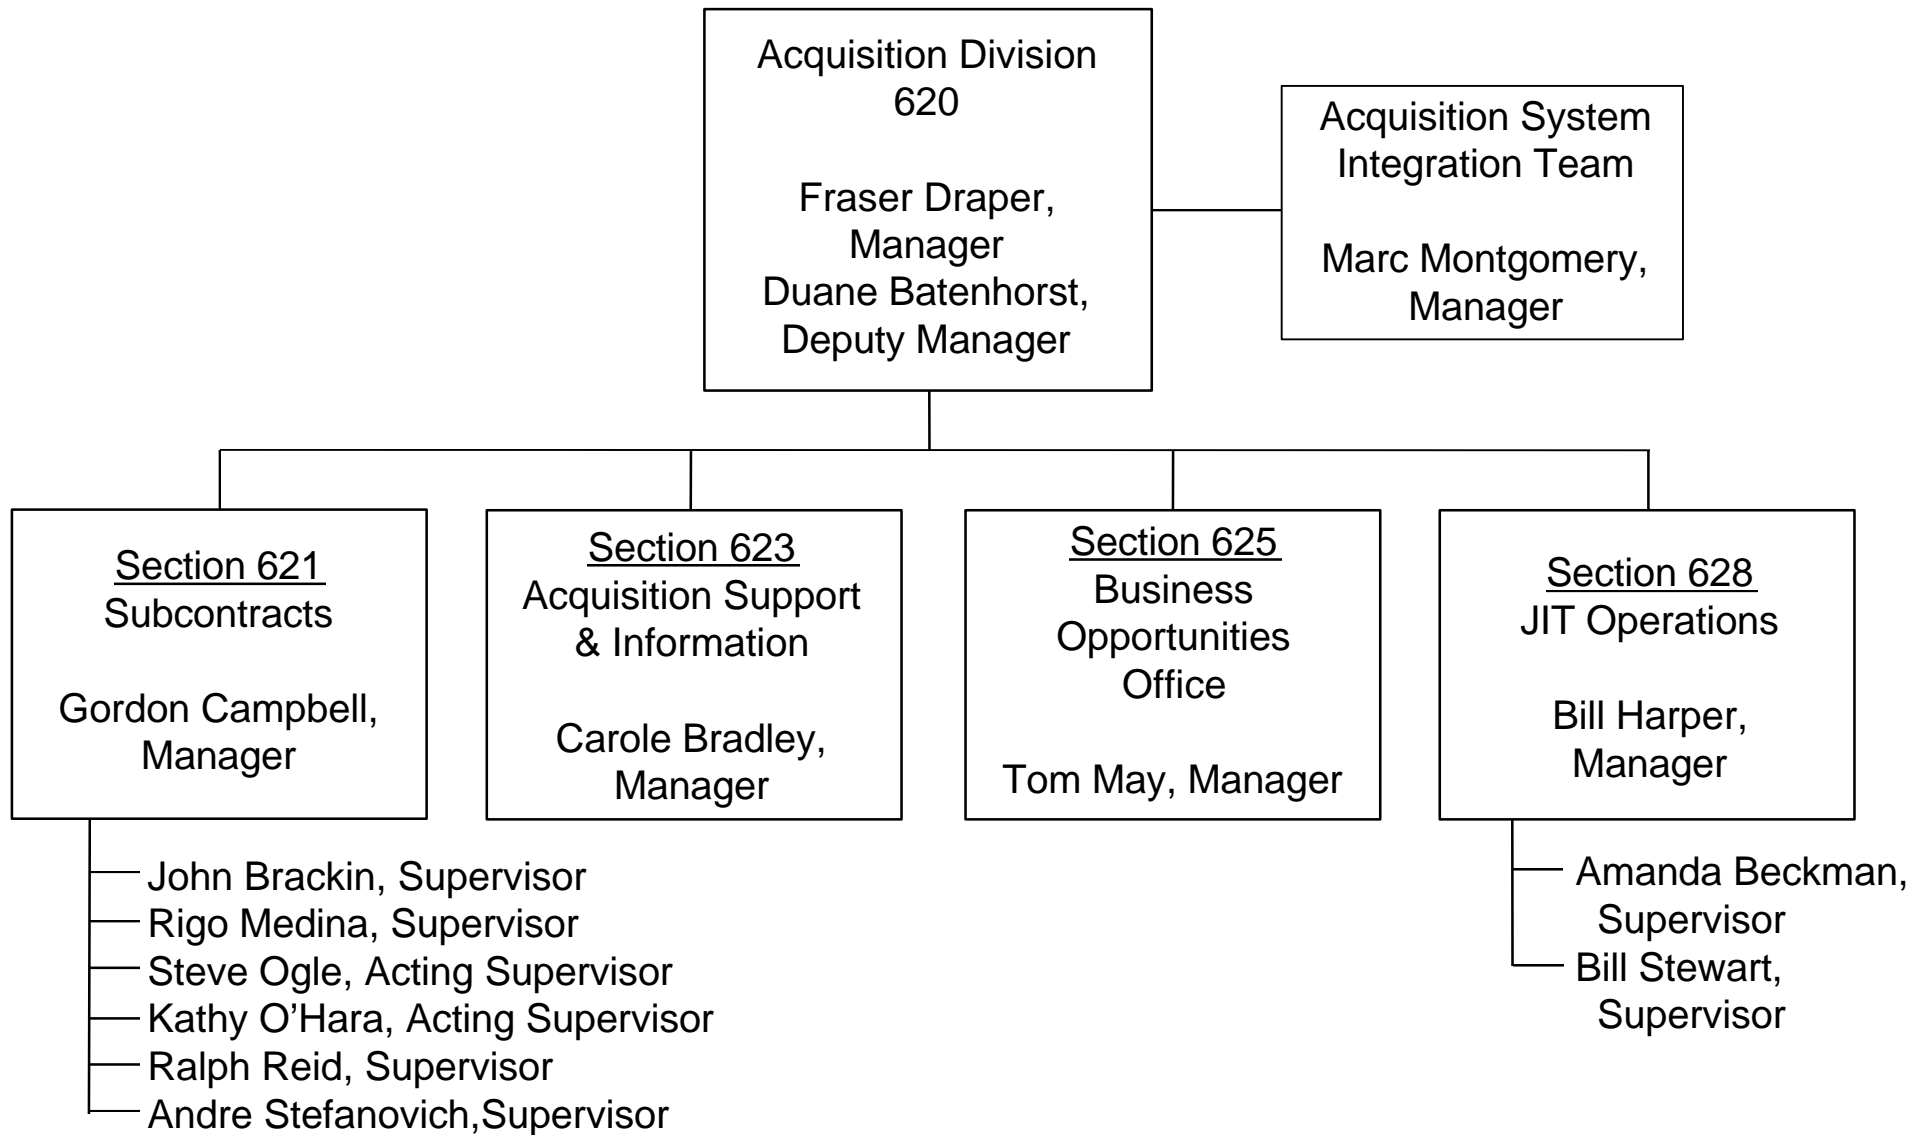 Acquisition Division
620
Fraser Draper,
Manager
Duane Batenhorst,
Deputy Manager
Acquisition System
Integration Team
Marc Montgomery,
Manager
Section 621
Subcontracts
Gordon Campbell,
Manager
Section 623
Acquisition Support
& Information
Carole Bradley,
Manager
Section 625
Business
Opportunities
Office
Tom May, Manager
Section 628
JIT Operations
Bill Harper,
Manager
John Brackin, Supervisor
Rigo Medina, Supervisor
Steve Ogle, Acting Supervisor
Kathy O’Hara, Acting Supervisor
Ralph Reid, Supervisor
Andre Stefanovich,Supervisor
Amanda Beckman,
Supervisor
Bill Stewart,
Supervisor